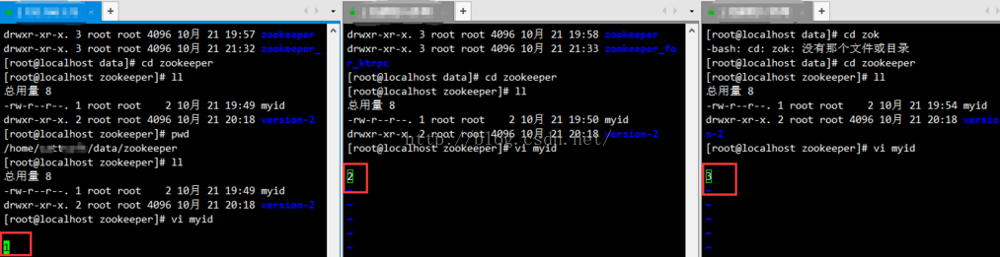 drwxr-xr-x. 3 root root 4096 10月 21 19:57 zookeeper
drwxr-xr-x. 3 root root 4096 10月 21 21:32 zookeeper_
[root@localhost data]# cd zookeeper
[root@localhost zookeeper]# ll
总用量 8
-rw-r--r--. 1 root root    2 10月 21 19:49 myid
drwxr-xr-x. 2 root root 4096 10月 21 20:18 version-2
[root@localhost zookeeper]# pwd
/home/ /data/zookeeper
[root@localhost zookeeper]# ll
总用量 8
-rw-r--r--. 1 root root    2 10月 21 19:49 myid
drwxr-xr-x. 2 root root 4096 10月 21 20:18 version-2
[root@localhost zookeeper]# vi myid
1
drwxr-xr-x. 3 root root 4096 10月 21 19:58 zookeeper
drwxr-xr-x. 3 root root 4096 10月 21 21:33 zookeeper_fo
r_ktrpc
[root@localhost data]# cd zookeeper
[root@localhost zookeeper]# ll
总用量 8
-rw-r--r--. 1 root root    2 10月 21 19:50 myid
drwxr-xr-x. 2 root root 4096 10月 21 20:18 version-2
[root@localhost zookeeper]# vi myid
2
~
~
~
~
~
[root@localhost data]# cd zok
-bash: cd: zok: 没有那个文件或目录
[root@localhost data]# cd zookeeper
[root@localhost zookeeper]# ll
总用量 8
-rw-r--r--. 1 root root    2 10月 21 19:54 myid
drwxr-xr-x. 2 root root 4096 10月 21 20:18 versio
n-2
[root@localhost zookeeper]# vi myid
3
~
~
~
~
~
http://blog.csdn.net/